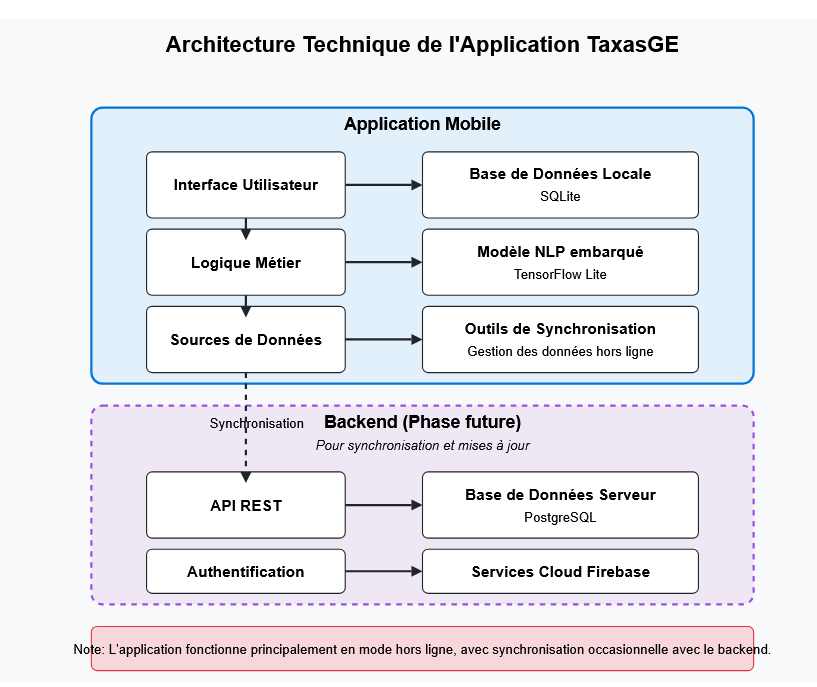 Architecture Technique de l'Application TaxasGE
Application Mobile
Interface Utilisateur
Base de Données Locale
SQLite
Logique Métier
Modèle NLP embarqué
TensorFlow Lite
Sources de Données
Outils de Synchronisation
Gestion des données hors ligne
Synchronisation
Backend (Phase future)
Pour synchronisation et mises à jour
API REST
Base de Données Serveur
PostgreSQL
Authentification
Services Cloud Firebase
Note: L'application fonctionne principalement en mode hors ligne, avec synchronisation occasionnelle avec le backend.